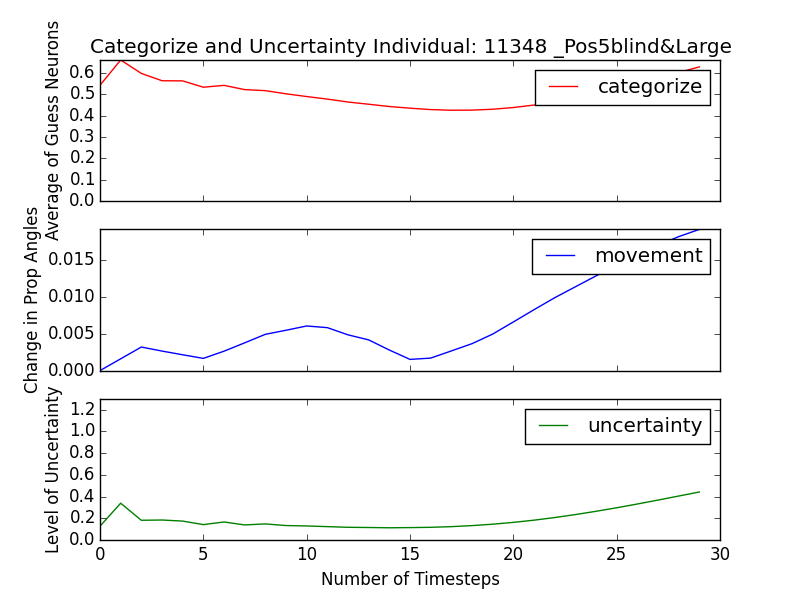 Categorize and Uncertainty Individual: 11348 _Pos5blind&Large
Average of Guess Neurons
0.6
0.5
0.4
0.3
0.2
0.1
0.0
categorize
Change in Prop Angles
0.015
0.010
0.005
0.000
movement
Level of Uncertainty
1.2
1.0
0.8
0.6
0.4
0.2
0.0
uncertainty
0 5 10 15 20 25 30
Number of Timesteps